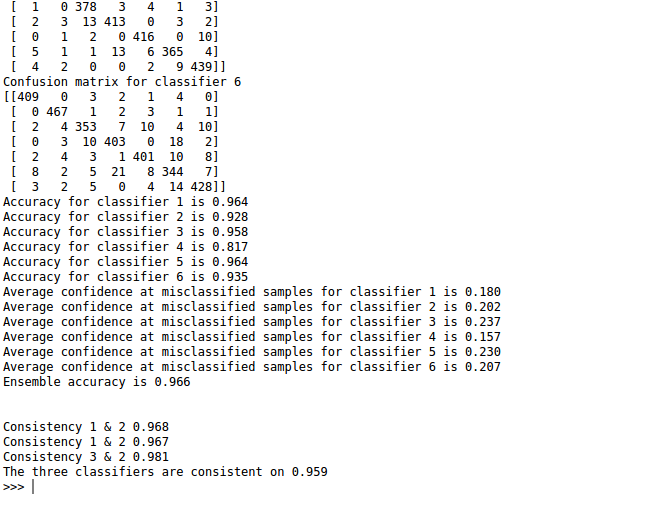 [  1   0 378   3   4   1   3]
[  2   3  13 413   0   3   2]
[  0   1   2   0 416   0  10]
[  5   1   1  13   6 365   4]
[  4   2   0   0   2   9 439]]
Confusion matrix for classifier 6
[[409   0   3   2   1   4   0]
[  0 467   1   2   3   1   1]
[  2   4 353   7  10   4  10]
[  0   3  10 403   0  18   2]
[  2   4   3   1 401  10   8]
[  8   2   5  21   8 344   7]
[  3   2   5   0   4  14 428]]
Accuracy for classifier 1 is 0.964
Accuracy for classifier 2 is 0.928
Accuracy for classifier 3 is 0.958
Accuracy for classifier 4 is 0.817
Accuracy for classifier 5 is 0.964
Accuracy for classifier 6 is 0.935
Average confidence at misclassified samples for classifier 1 is 0.180
Average confidence at misclassified samples for classifier 2 is 0.202
Average confidence at misclassified samples for classifier 3 is 0.237
Average confidence at misclassified samples for classifier 4 is 0.157
Average confidence at misclassified samples for classifier 5 is 0.230
Average confidence at misclassified samples for classifier 6 is 0.207
Ensemble accuracy is 0.966
Consistency 1 & 2 0.968
Consistency 1 & 2 0.967
Consistency 3 & 2 0.981
The three classifiers are consistent on 0.959
>>>